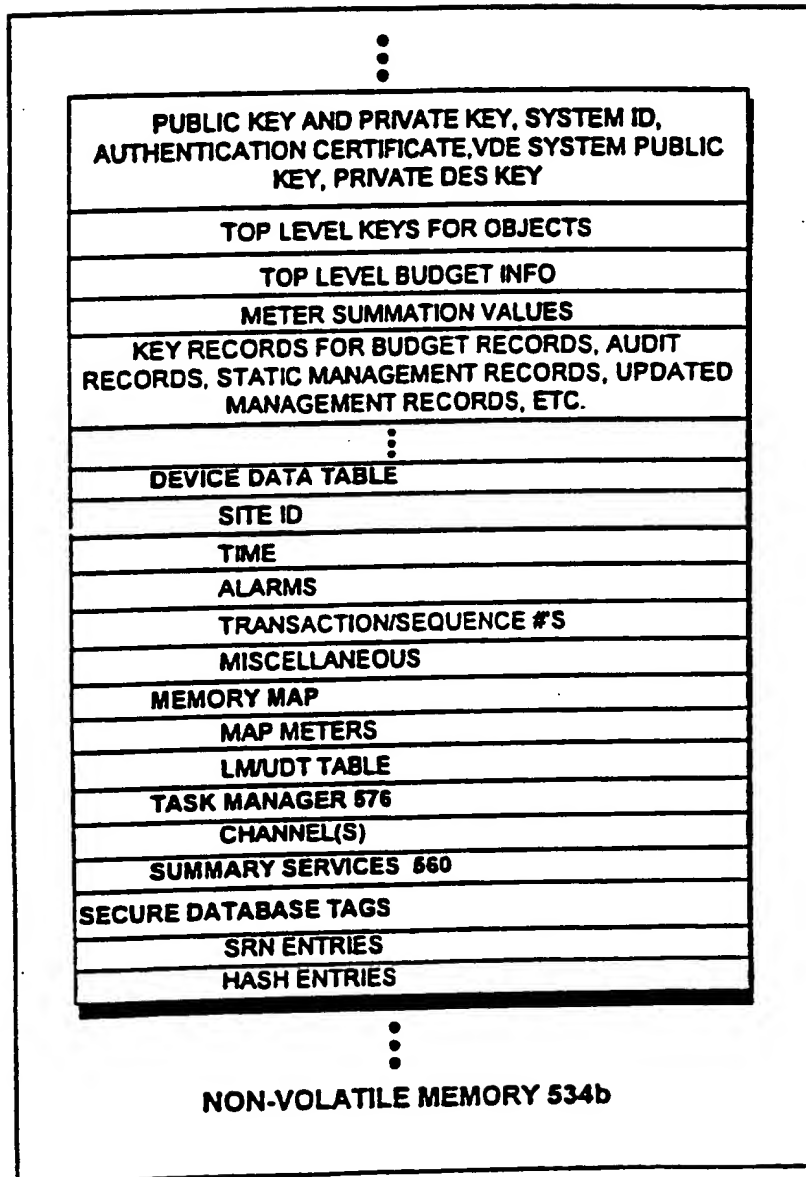 PUBLIC KEY AND PRIVATE KEY, SYSTEM ID,
AUTHENTICATION CERTIFICATE,VDE SYSTEM PUBLIC
KEY, PRIVATE DES KEY
TOP LEVEL KEYS FOR OBJECTS
TOP LEVEL BUDGET INFO
METER SUMMATION VALUES
KEY RECORDS FOR BUDGET RECORDS, AUDIT
RECORDS, STATIC MANAGEMENT RECORDS, UPDATED
MANAGEMENT RECORDS, ETC.
DEVICE DATA TABLE
SITE ID
TIME
ALARMS
TRANSACTION/SEQUENCE #'S
MISCELLANEOUS
MEMORY MAP
MAP METERS
LM/UDT TABLE
TASK MANAGER 576
CHANNEL(S)
SUMMARY SERVICES 560
SECURE DATABASE TAGS
SRN ENTRIES
HASH ENTRIES
NON-VOLATILE MEMORY 534b